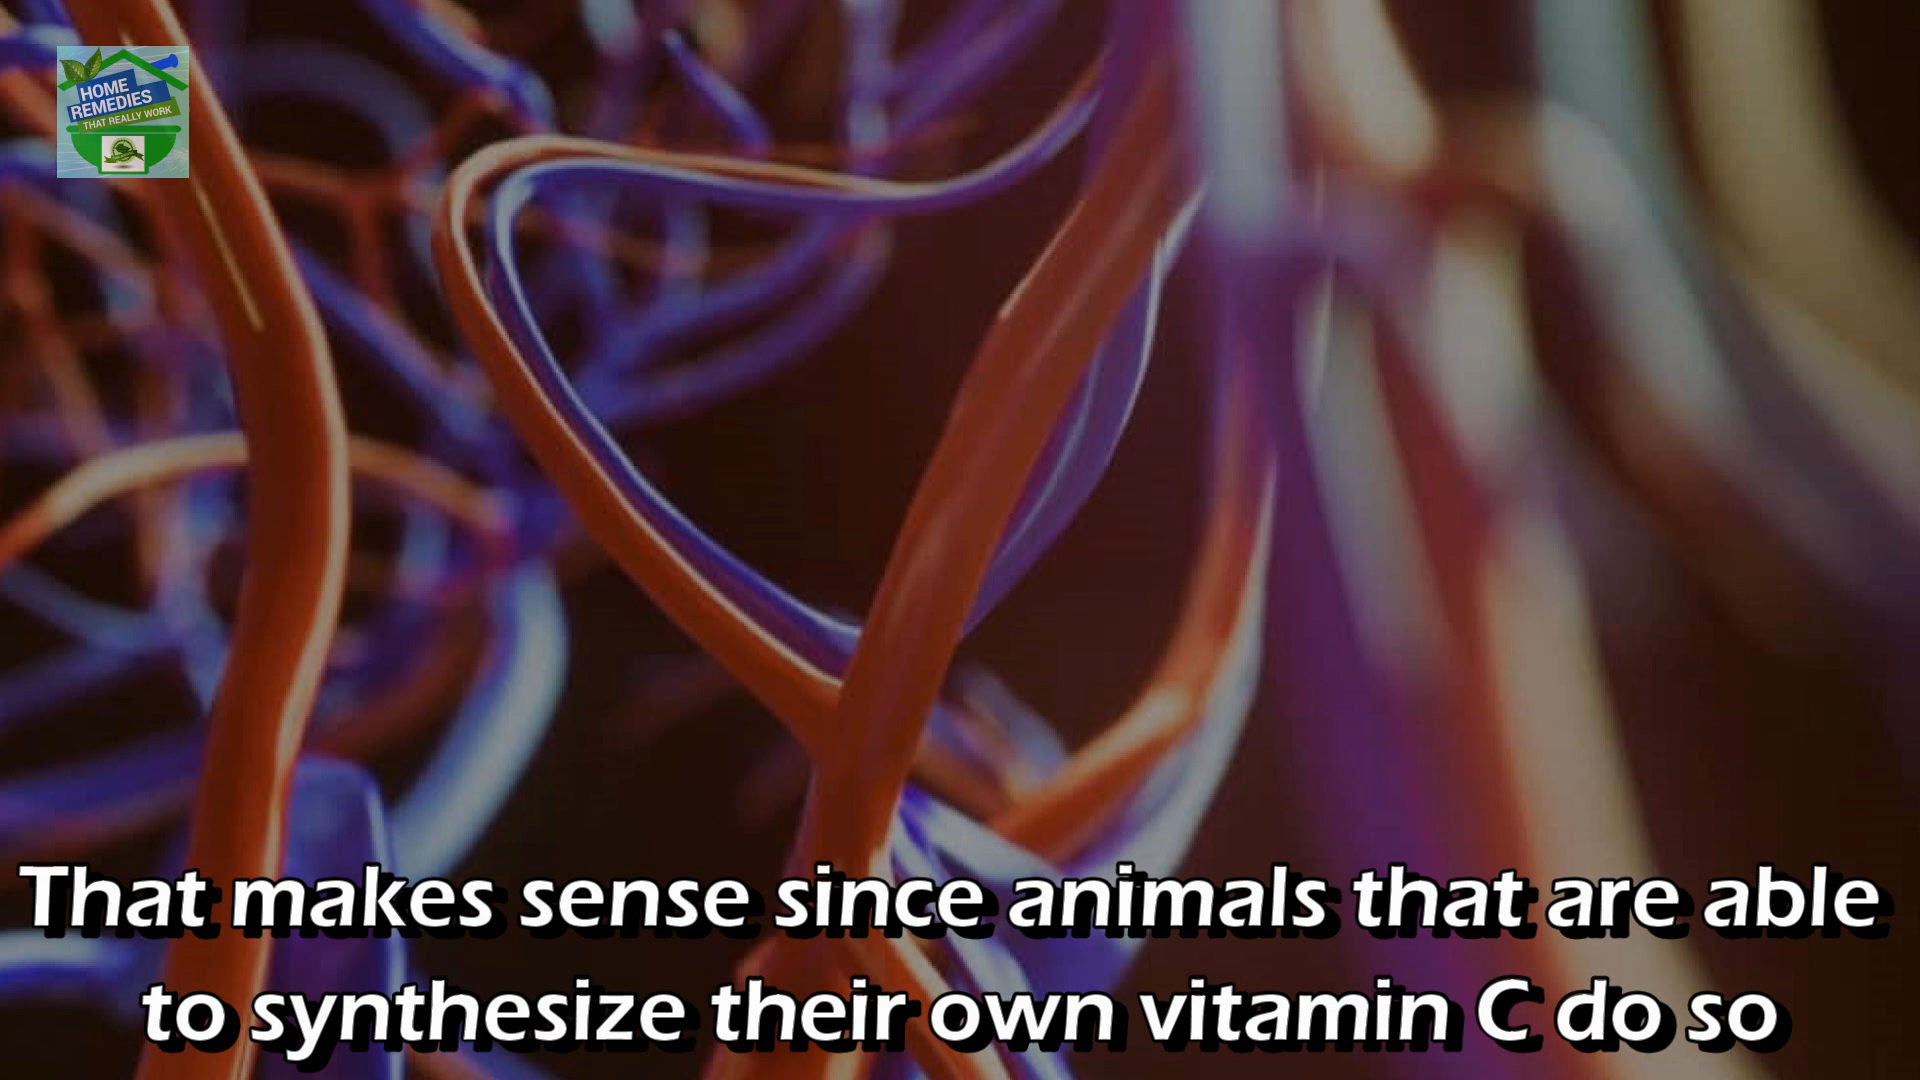 HOME
REMEDIES
THAT REALLY WORK
That makes sense since animals that are able
to synthesize their own vitamin C do so